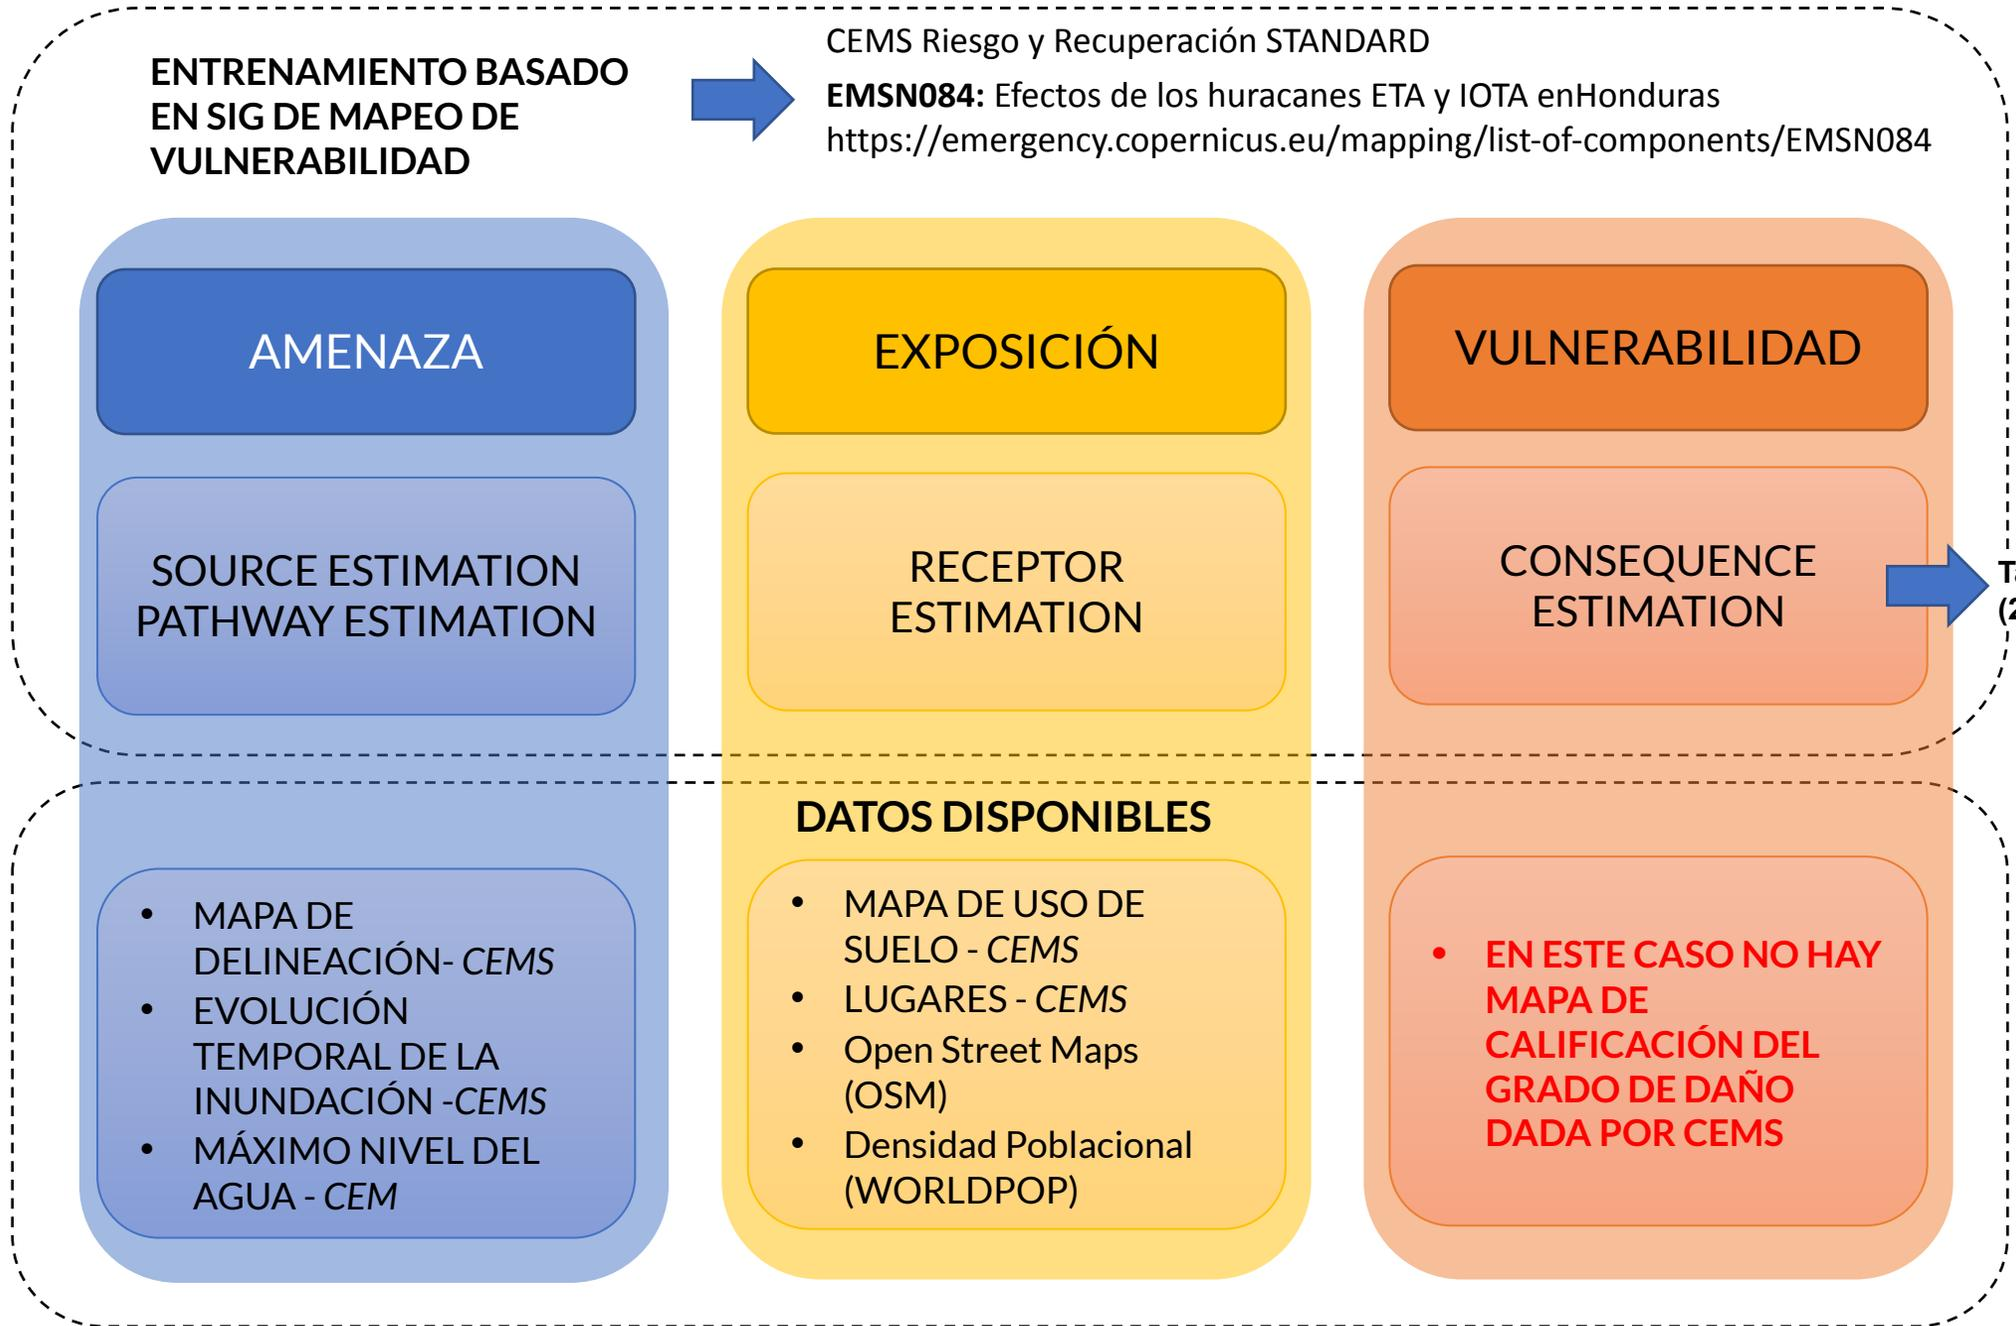 ENTRENAMIENTO BASADO
EN SIG DE MAPEO DE
VULNERABILIDAD
CEMS Riesgo y Recuperación STANDARD
EMSN084: Efectos de los huracanes ETA y IOTA enHonduras
https://emergency.copernicus.eu/mapping/list-of-components/EMSN084
AMENAZA
SOURCE ESTIMATION
PATHWAY ESTIMATION
EXPOSICIÓN
RECEPTOR
ESTIMATION
VULNERABILIDAD
CONSEQUENCE
ESTIMATION
DATOS DISPONIBLES
• MAPA DE
DELINEACIÓN- CEMS
• EVOLUCIÓN
TEMPORAL DE LA
INUNDACIÓN -CEMS
• MÁXIMO NIVEL DEL
AGUA - CEM
• MAPA DE USO DE
SUELO - CEMS
• LUGARES - CEMS
• Open Street Maps
(OSM)
• Densidad Poblacional
(WORLDPOP)
• EN ESTE CASO NO HAY
MAPA DE
CALIFICACIÓN DEL
GRADO DE DAÑO
DADA POR CEMS